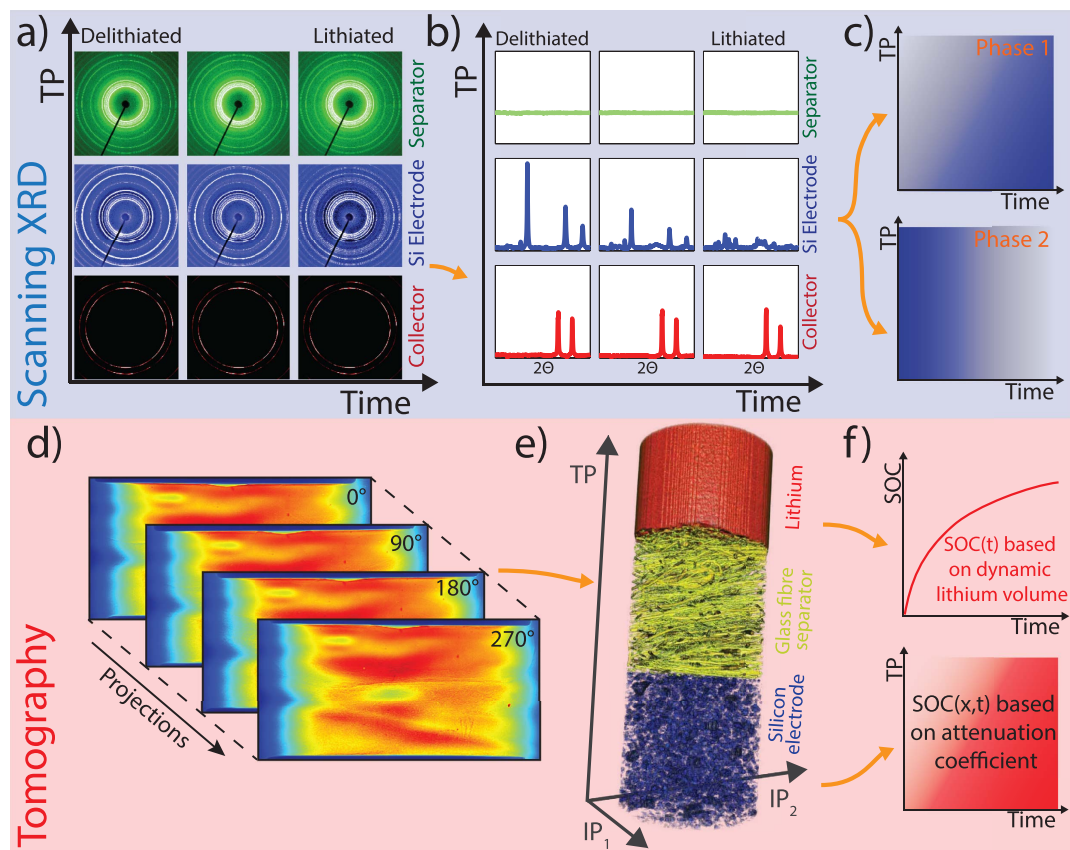 a)
TP
Delithiated
Lithiated
Separator
Si Electrode
Collector
Time
Scanning XRD
b)
TP
Delithiated
Lithiated
Separator
Si Electrode
Collector
2Θ
2Θ
2Θ
Time
c)
TP
Phase 1
Time
TP
Phase 2
Time
d)
0°
90°
180°
270°
Projections
Tomography
e)
TP
Lithium
Glass fibre
separator
Silicon
electrode
IP₂
IP₁
f)
SOC
SOC(t) based
on dynamic
lithium volume
Time
TP
SOC(x,t) based
on attenuation
coefficient
Time